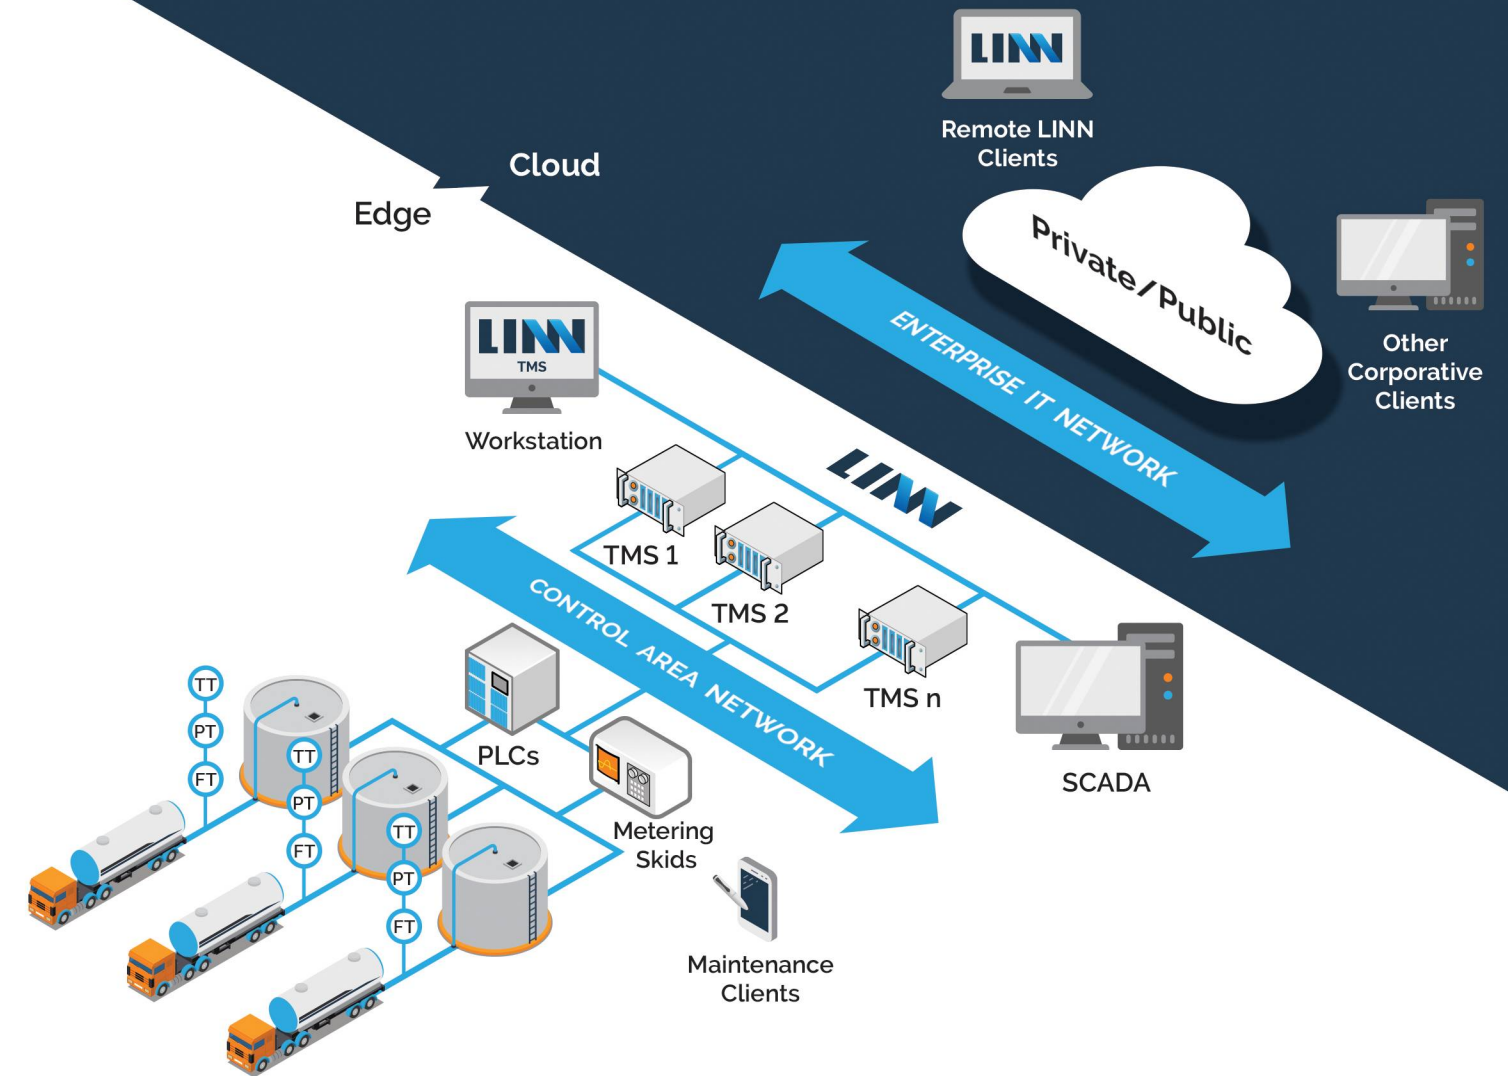 LINN
Remote LINN
Clients
Cloud
Edge
Private/Public
Other
Corporative
Clients
ENTERPRISE IT NETWORK
LINN
TMS
Workstation
LINN
TMS 1
TMS 2
TMS n
CONTROL AREA NETWORK
SCADA
PLCs
Metering
Skids
Maintenance
Clients
TT
PT
FT
TT
PT
FT
TT
PT
FT